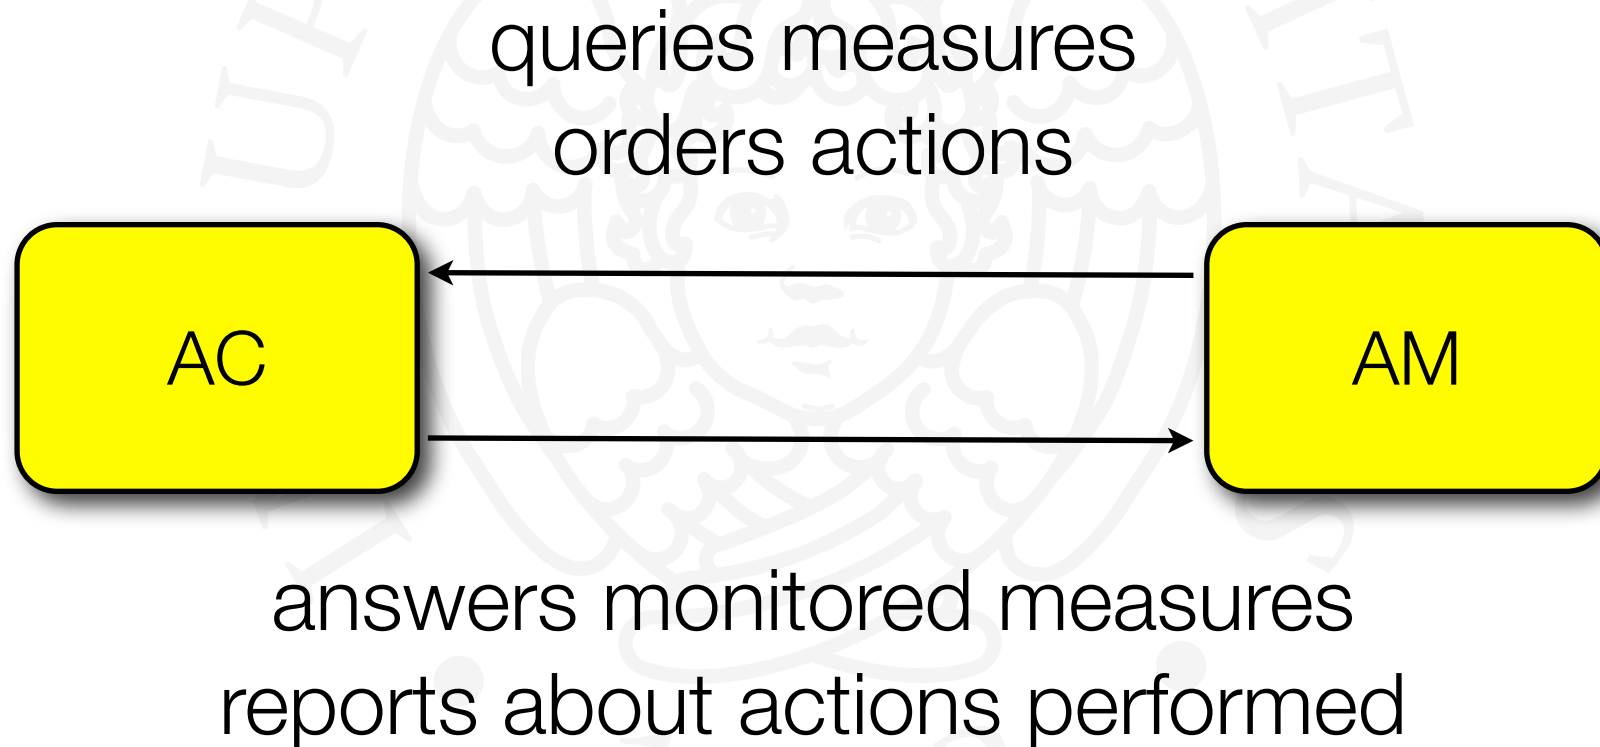 queries measures
orders actions
AC
AM
answers monitored measures
reports about actions performed